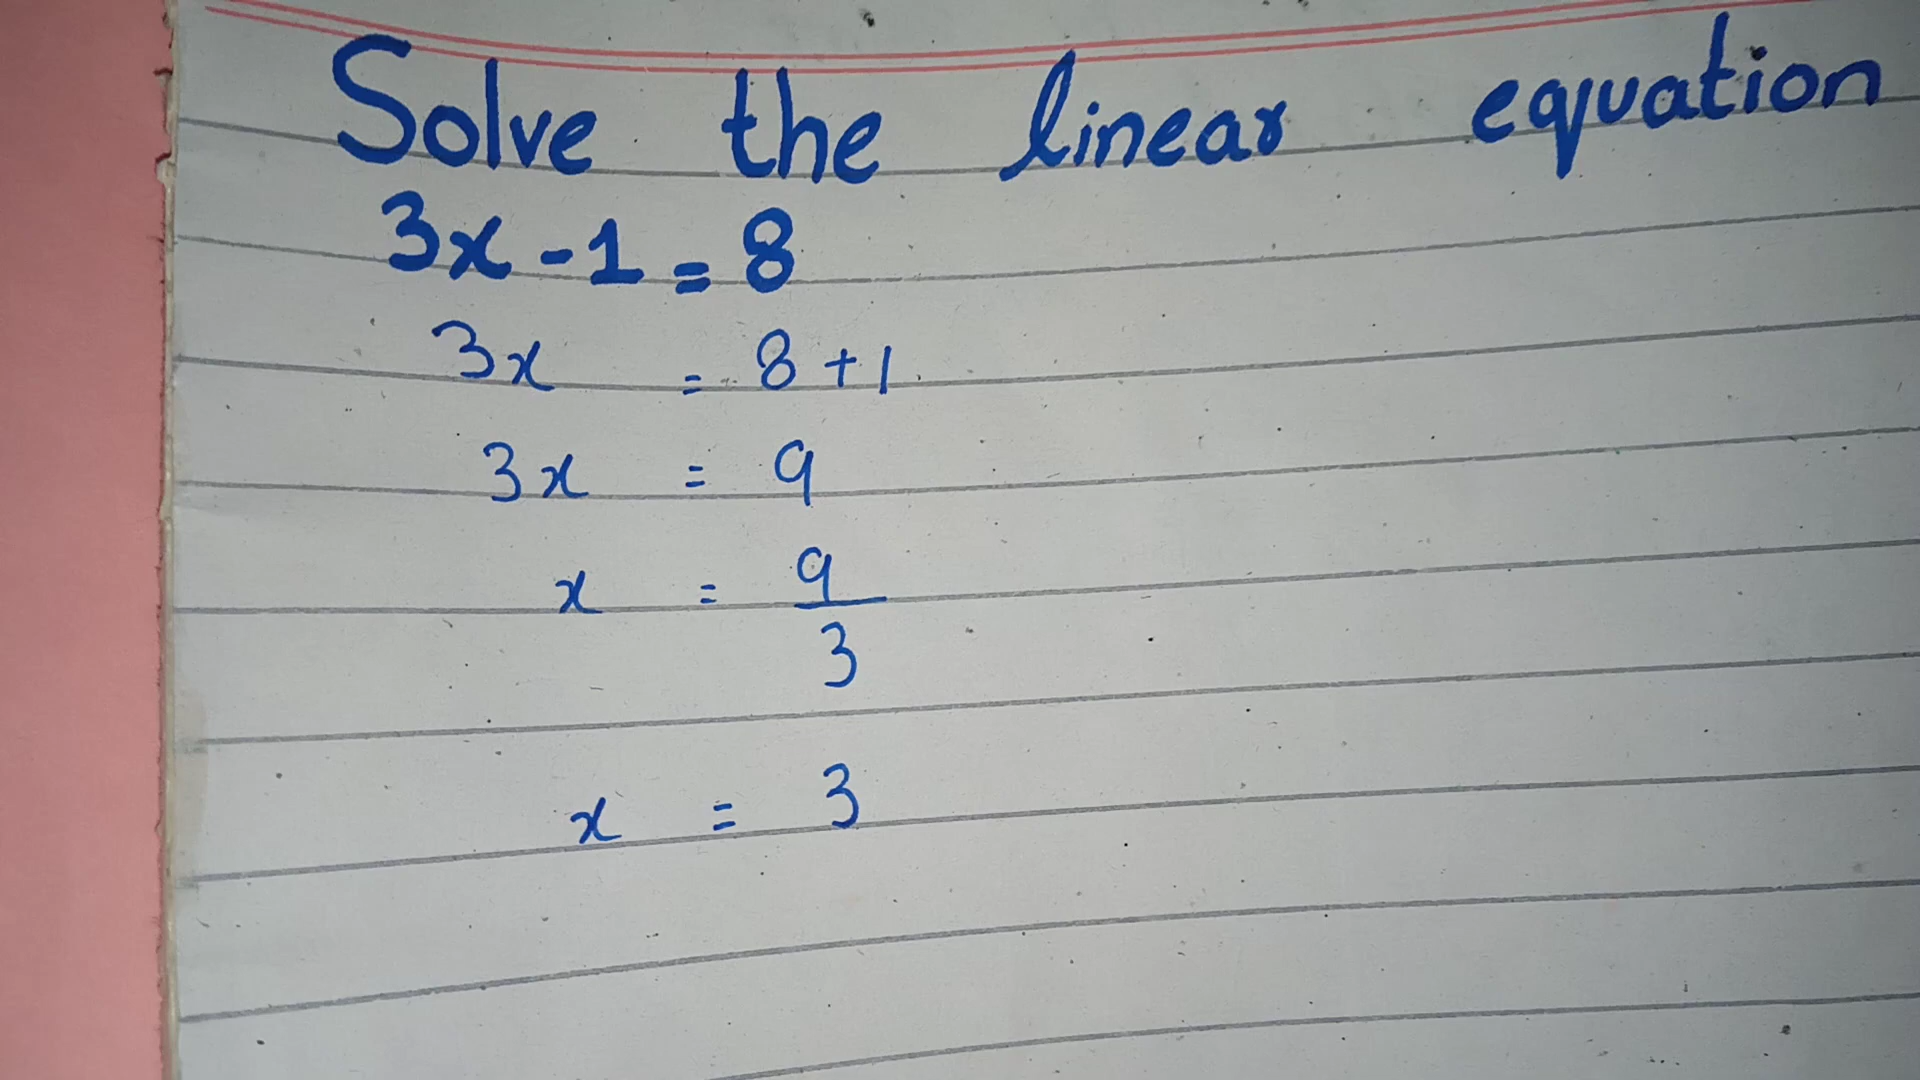 Solve the linear equation
3x - 1 = 8
3x = 8 + 1
3x = 9
x = 9
3
x = 3